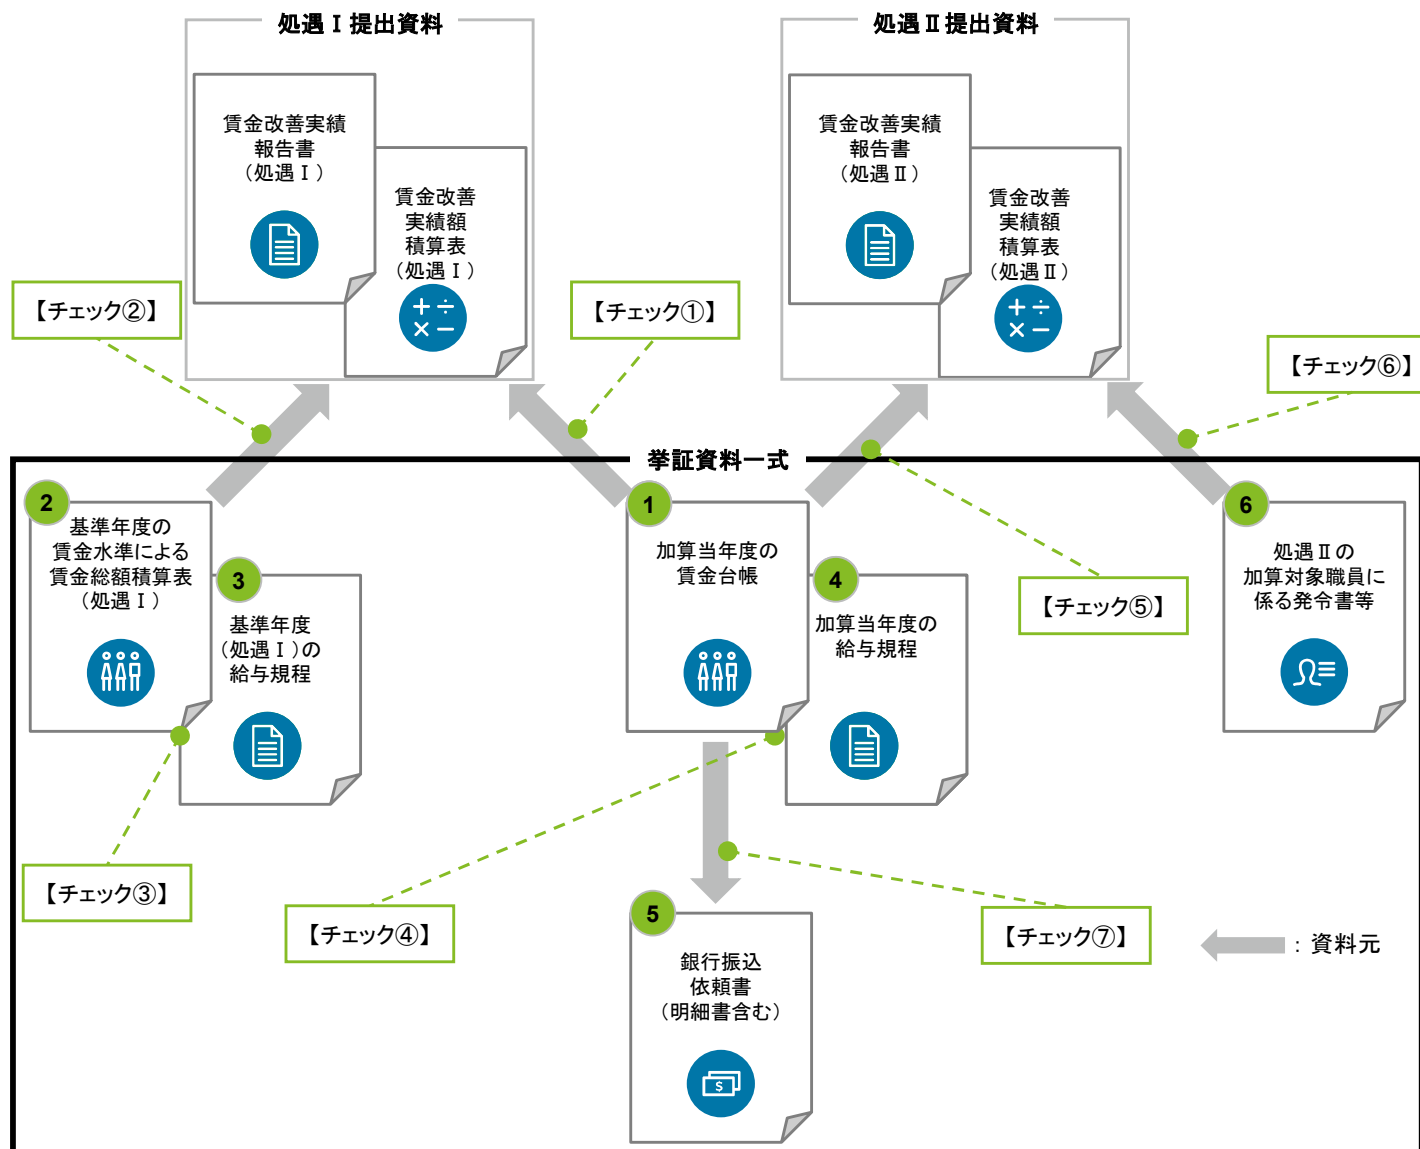 処遇Ⅰ提出資料
賃金改善実績
報告書
（処遇Ⅰ）
賃金改善
実績額
積算表
（処遇Ⅰ）
処遇Ⅱ提出資料
賃金改善実績
報告書
（処遇Ⅱ）
賃金改善
実績額
積算表
（処遇Ⅱ）
【チェック②】
【チェック①】
【チェック⑥】
挙証資料一式
2
基準年度の
賃金水準による
賃金総額積算表
（処遇Ⅰ）
3
基準年度
（処遇Ⅰ）の
給与規程
1
加算当年度の
賃金台帳
4
加算当年度の
給与規程
【チェック⑤】
6
処遇Ⅱの
加算対象職員に
係る発令書等
【チェック③】
【チェック④】
5
銀行振込
依頼書
（明細書含む）
$
【チェック⑦】
：資料元